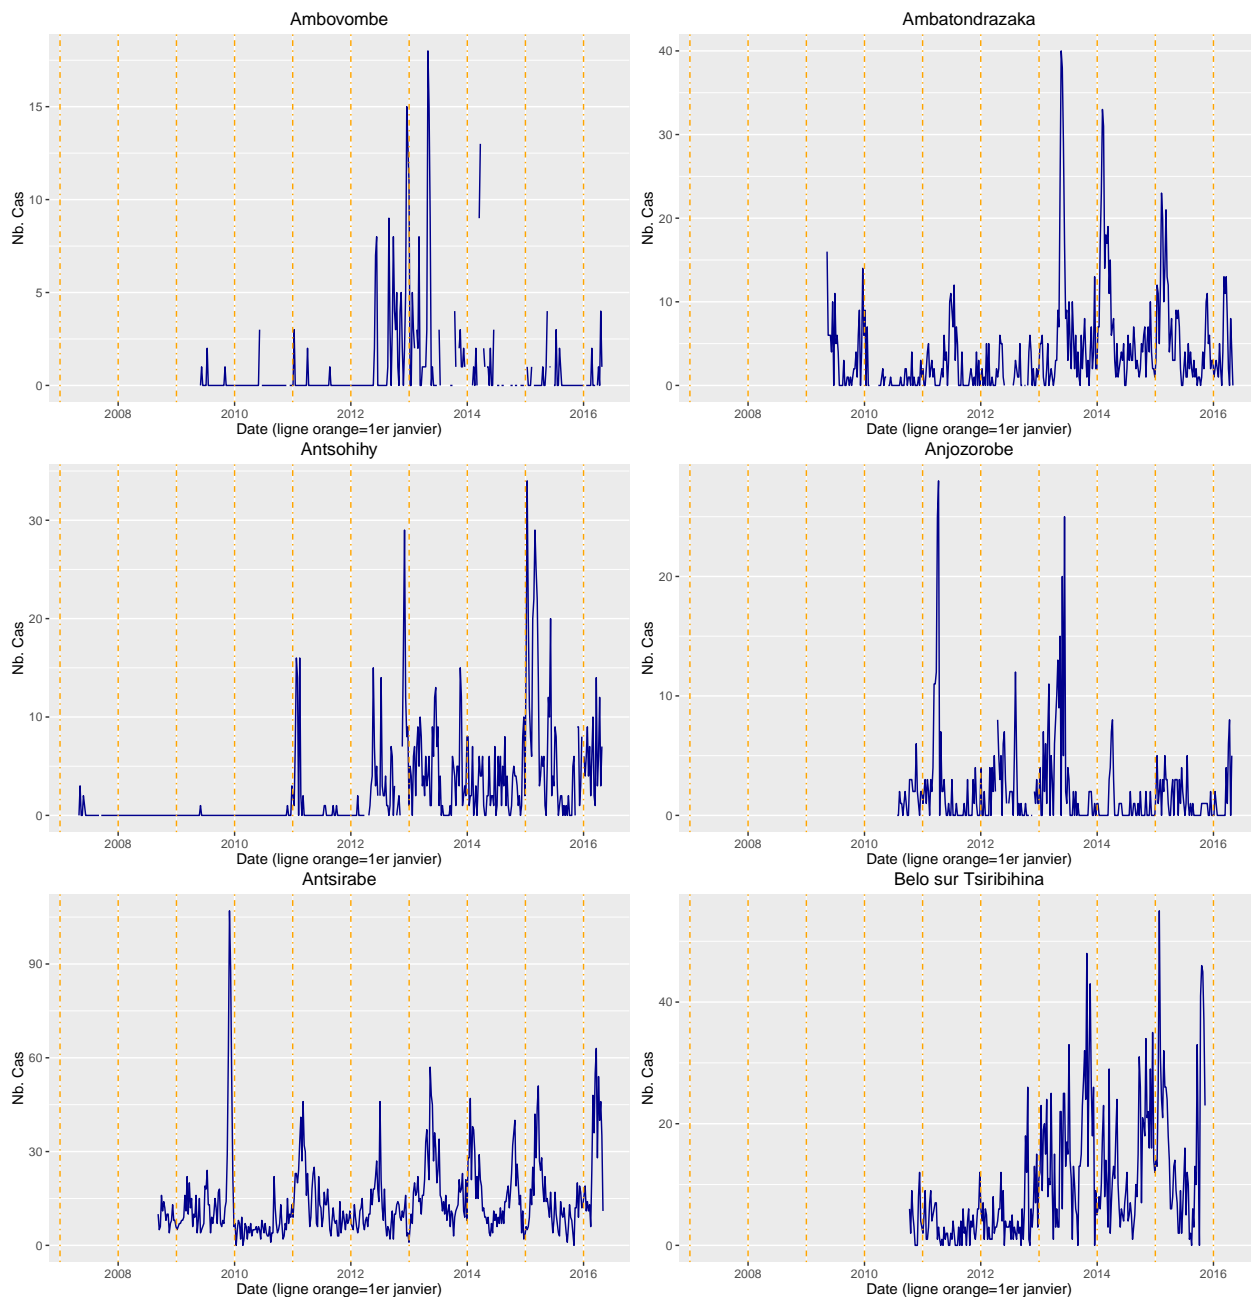 Ambovombe
Nb. Cas
15
10
5
0
2008 2010 2012 2014 2016
Date (ligne orange=1er janvier)
Ambatondrazaka
Nb. Cas
40
30
20
10
0
2008 2010 2012 2014 2016
Date (ligne orange=1er janvier)
Antsohihy
Nb. Cas
30
20
10
0
2008 2010 2012 2014 2016
Date (ligne orange=1er janvier)
Anjozorobe
Nb. Cas
20
10
0
2008 2010 2012 2014 2016
Date (ligne orange=1er janvier)
Antsirabe
Nb. Cas
90
60
30
0
2008 2010 2012 2014 2016
Date (ligne orange=1er janvier)
Belo sur Tsiribihina
Nb. Cas
40
20
0
2008 2010 2012 2014 2016
Date (ligne orange=1er janvier)